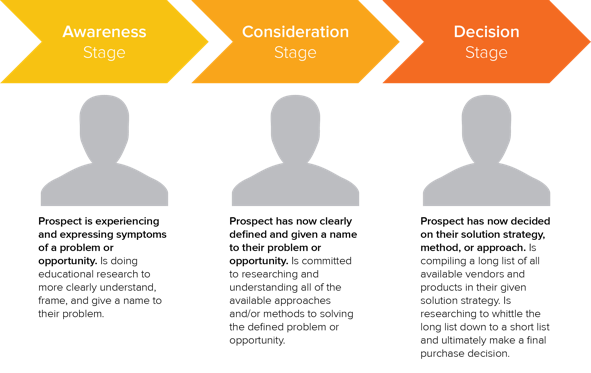 Awareness
Stage
Consideration
Stage
Decision
Stage
Prospect is experiencing
and expressing symptoms
of a problem or
opportunity. Is doing
educational research to
more clearly understand,
frame, and give a name to
their problem.
Prospect has now clearly
defined and given a name
to their problem or
opportunity. Is committed
to researching and
understanding all of the
available approaches
and/or methods to solving
the defined problem or
opportunity.
Prospect has now decided
on their solution strategy,
method, or approach. Is
compiling a long list of all
available vendors and
products in their given
solution strategy. Is
researching to whittle the
long list down to a short list
and ultimately make a final
purchase decision.